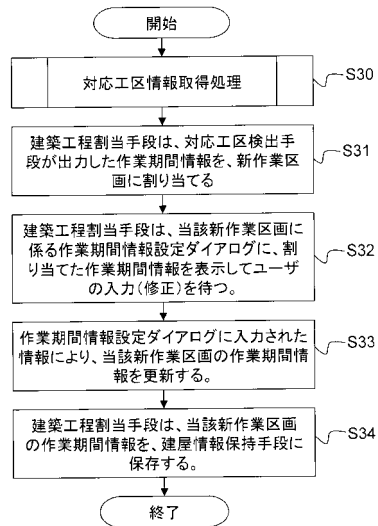 開始
対応工区情報取得処理
S30
建築工程割当手段は、対応工区検出手
段が出力した作業期間情報を、新作業区
画に割り当てる
S31
建築工程割当手段は、当該新作業区画に
係る作業期間情報設定ダイアログに、割
り当てた作業期間情報を表示してユーザ
の入力(修正)を待つ。
S32
作業期間情報設定ダイアログに入力された
情報により、当該新作業区画の作業期間情
報を更新する。
S33
建築工程割当手段は、当該新作業区画
の作業期間情報を、建屋情報保持手段に
保存する。
S34
終了